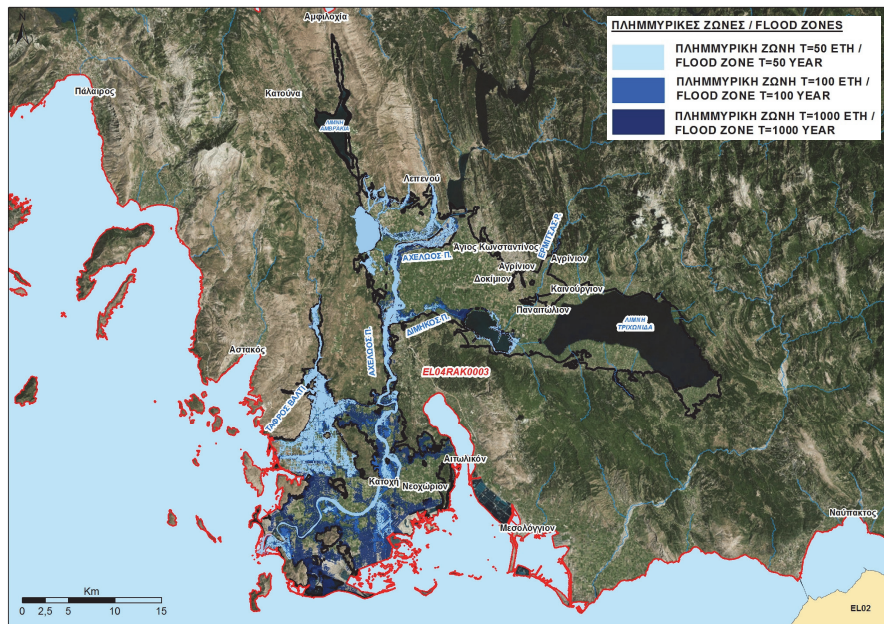 Αμφιλοχία
ΠΛΗΜΜΥΡΙΚΕΣ ΖΩΝΕΣ / FLOOD ZONES
ΠΛΗΜΜΥΡΙΚΗ ΖΩΝΗ T=50 ΕΤΗ /
FLOOD ZONE T=50 YEAR
ΠΛΗΜΜΥΡΙΚΗ ΖΩΝΗ T=100 ΕΤΗ /
FLOOD ZONE T=100 YEAR
ΠΛΗΜΜΥΡΙΚΗ ΖΩΝΗ T=1000 ΕΤΗ /
FLOOD ZONE T=1000 YEAR
Πάλαιρος
Κατούνα
ΛΙΜΝΗ
ΑΜΒΡΑΚΙΑ
Λεπενού
Άγιος Κωνσταντίνος
ΕΡΜΙΤΣΑΣ Ρ.
ΑΧΕΛΩΟΣ Π.
Αγρίνιον
Αγρίνιον
Δοκίμιον
Καινούργιον
Παναιτώλιον
ΔΙΜΗΚΟΣ Π.
ΛΙΜΝΗ
ΤΡΙΧΩΝΙΔΑ
Αστακός
ΑΧΕΛΩΟΣ Π.
EL04RAK0003
ΤΑΦΡΟΣ ΒΑΛΤΙ
Αιτωλικόν
Κατοχή
Νεοχώριον
Μεσολόγγιον
Ναύπακτος
Km
0 2,5 5 10 15
EL02